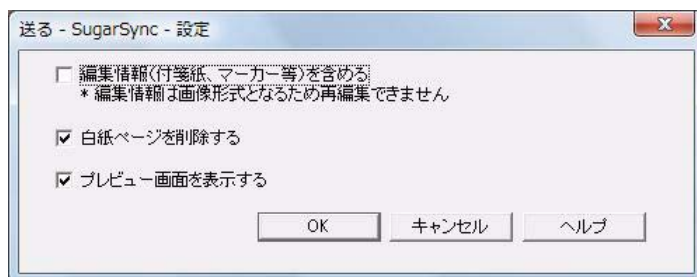 送る - SugarSync - 設定
編集情報(付箋紙、マーカー等)を含める
* 編集情報は画像形式となるため再編集できません
白紙ページを削除する
プレビュー画面を表示する
OK キャンセル ヘルプ